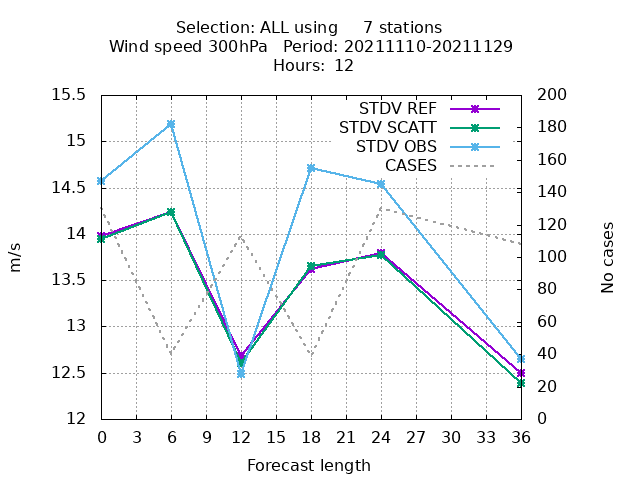 Selection: ALL using     7 stations
Wind speed 300hPa   Period: 20211110-20211129
Hours: 12
STDV REF
STDV SCATT
STDV OBS
CASES
15.5
15
14.5
14
13.5
13
12.5
12
m/s
200
180
160
140
120
100
80
60
40
20
0
No cases
0 3 6 9 12 15 18 21 24 27 30 33 36
Forecast length